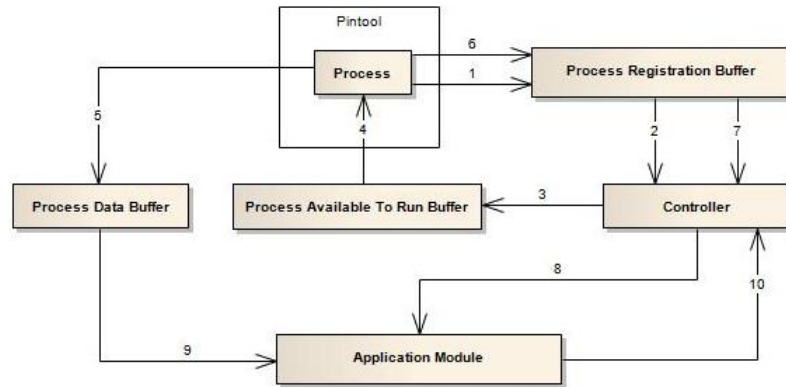 Pintool
6
Process
Process Registration Buffer
1
5
4
2
7
Process Data Buffer
Process Available To Run Buffer
3
Controller
8
10
9
Application Module